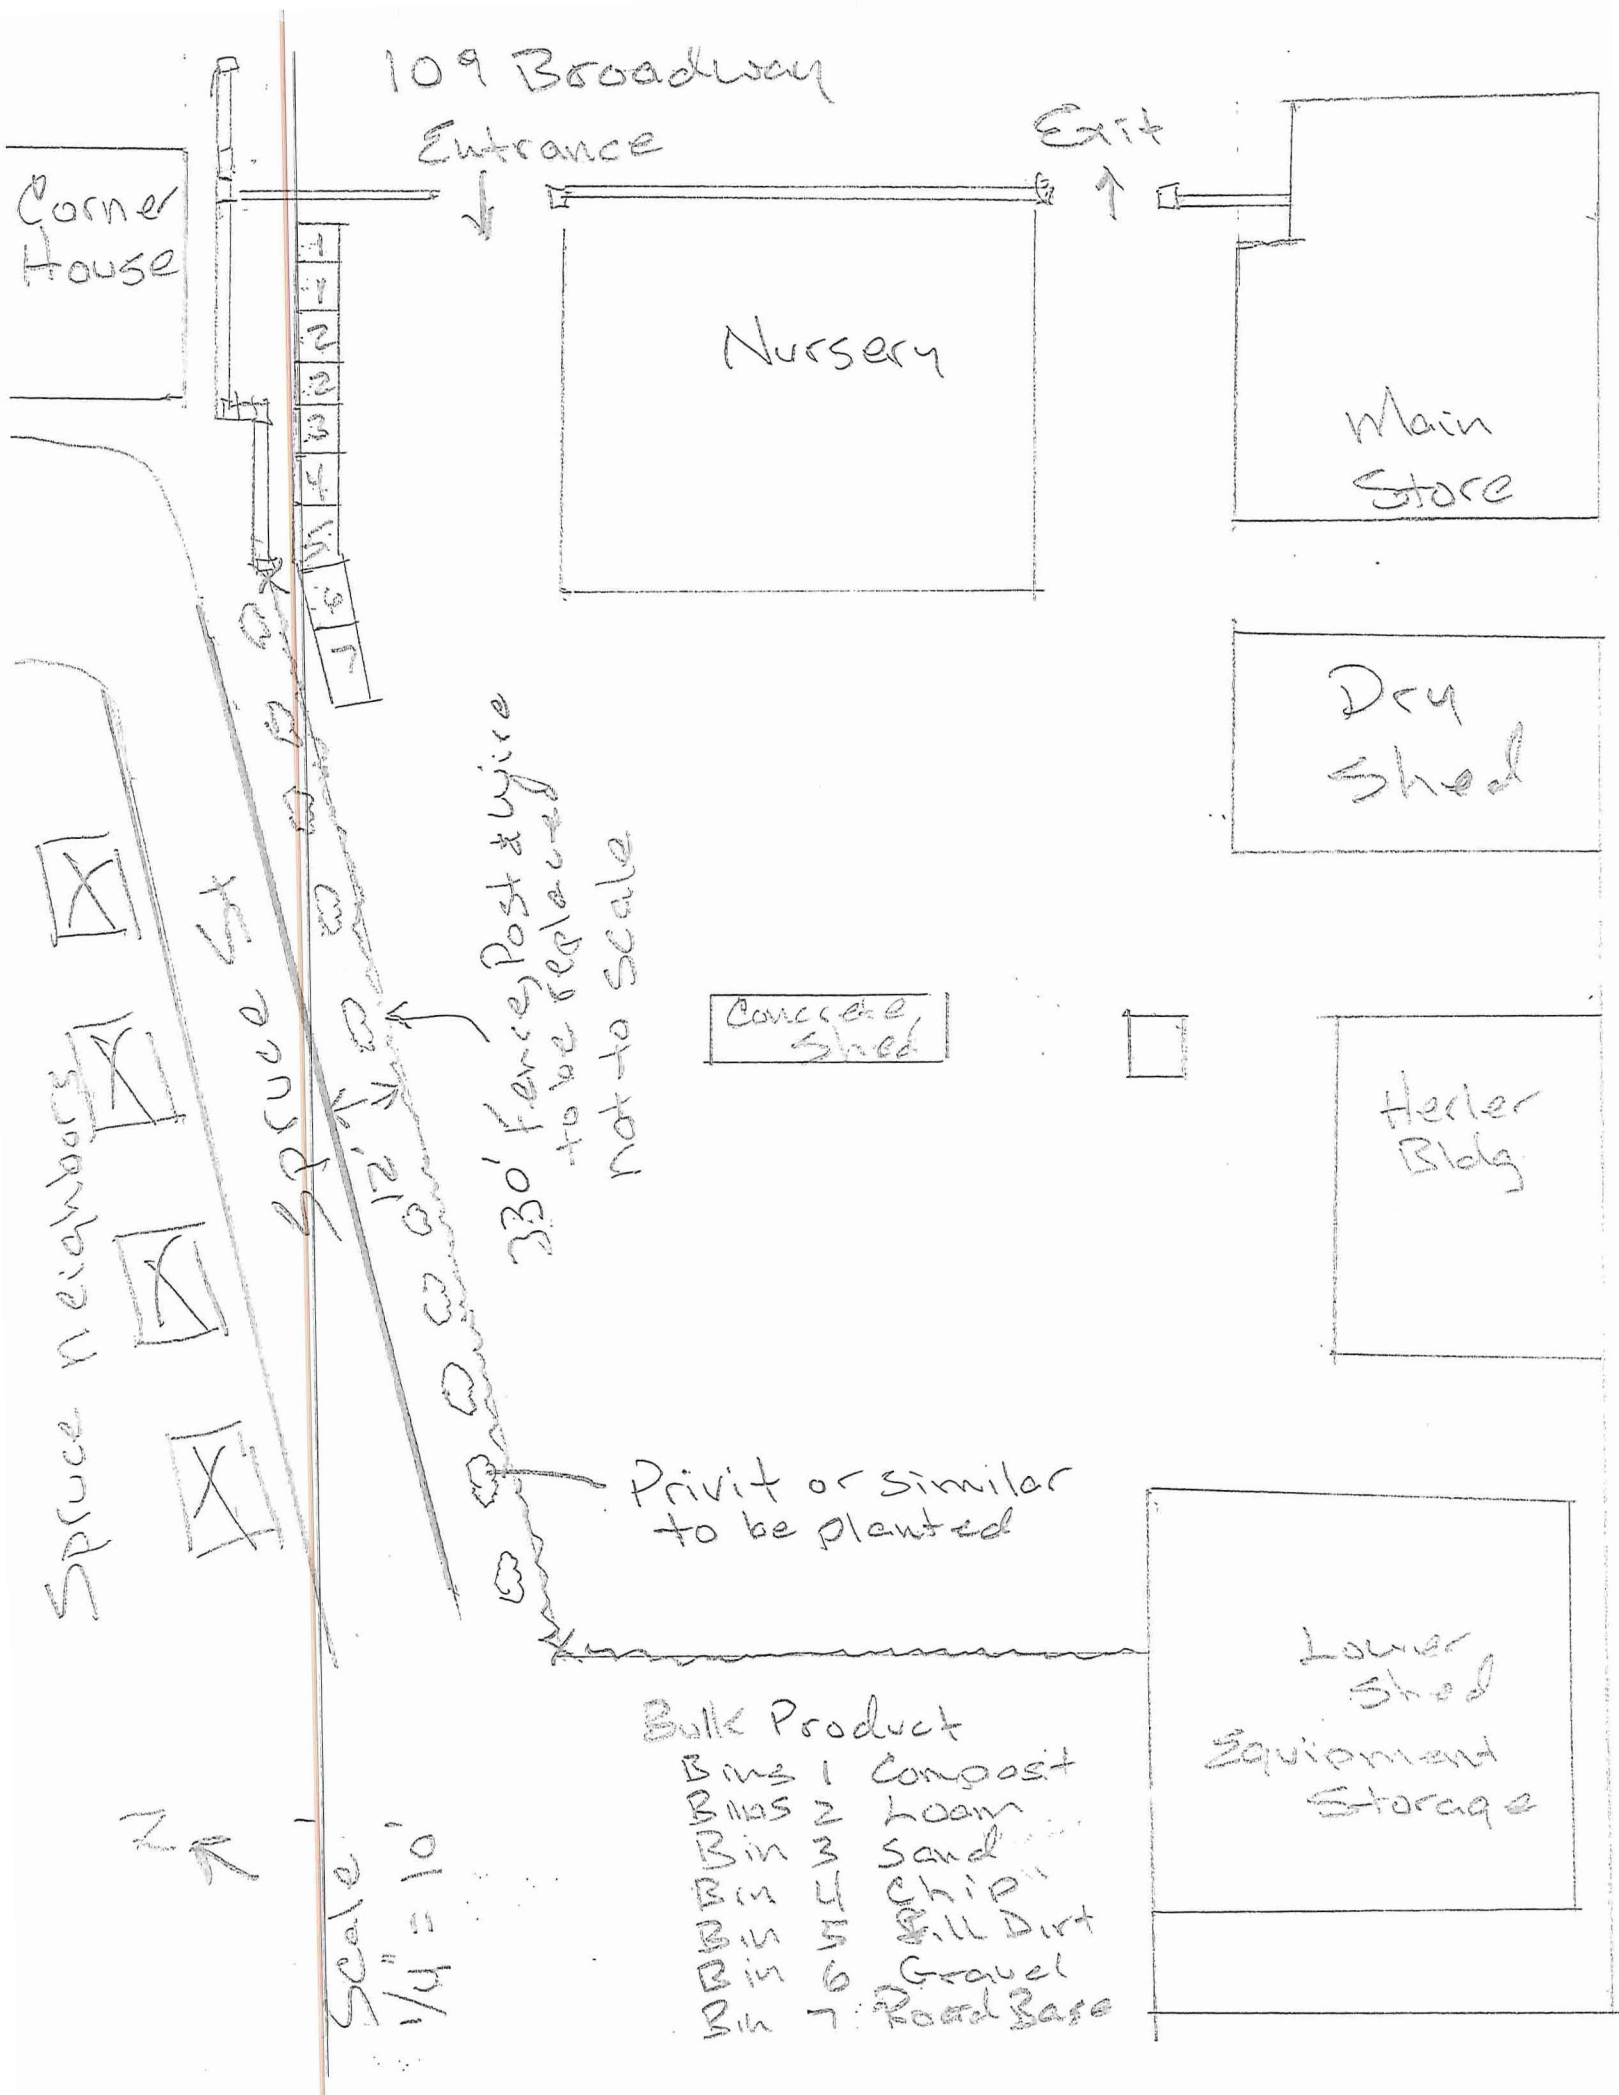 109 Broadway
Entrance
Exit
Corner
House
1
1
2
2
3
4
5
6
7
Nursery
Main
Store
Dry
Shed
Spruce St
Spruce neighbors
330' Fence, Post & Wire
to be replaced
not to scale
12'
Concrete
Shed
Herler
Bldg
Privit or similar
to be planted
Lower
Shed
Equipment
Storage
Bulk Product
Bins 1 Composit
Bins 2 Loam
Bin 3 Sand
Bin 4 Chip
Bin 5 Fill Dirt
Bin 6 Gravel
Bin 7 Road Base
N
Scale
1/4" = 10'